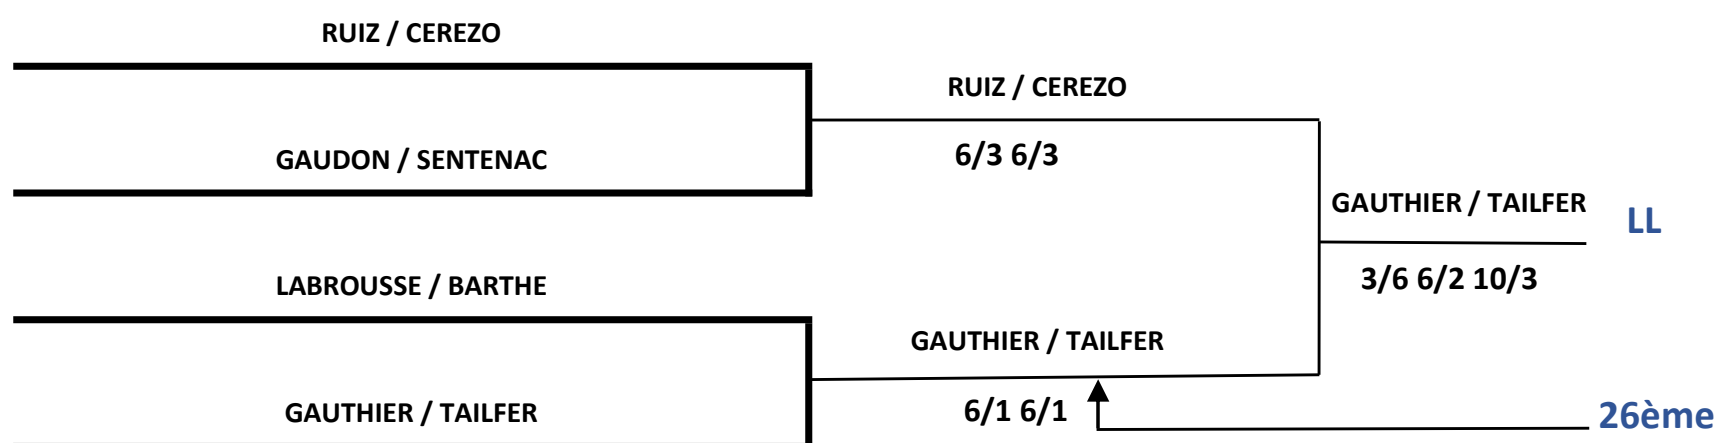 RUIZ / CEREZO
RUIZ / CEREZO
6/3 6/3
GAUDON / SENTENAC
GAUTHIER / TAILFER
LL
3/6 6/2 10/3
LABROUSSE / BARTHE
GAUTHIER / TAILFER
6/1 6/1
GAUTHIER / TAILFER
26ème